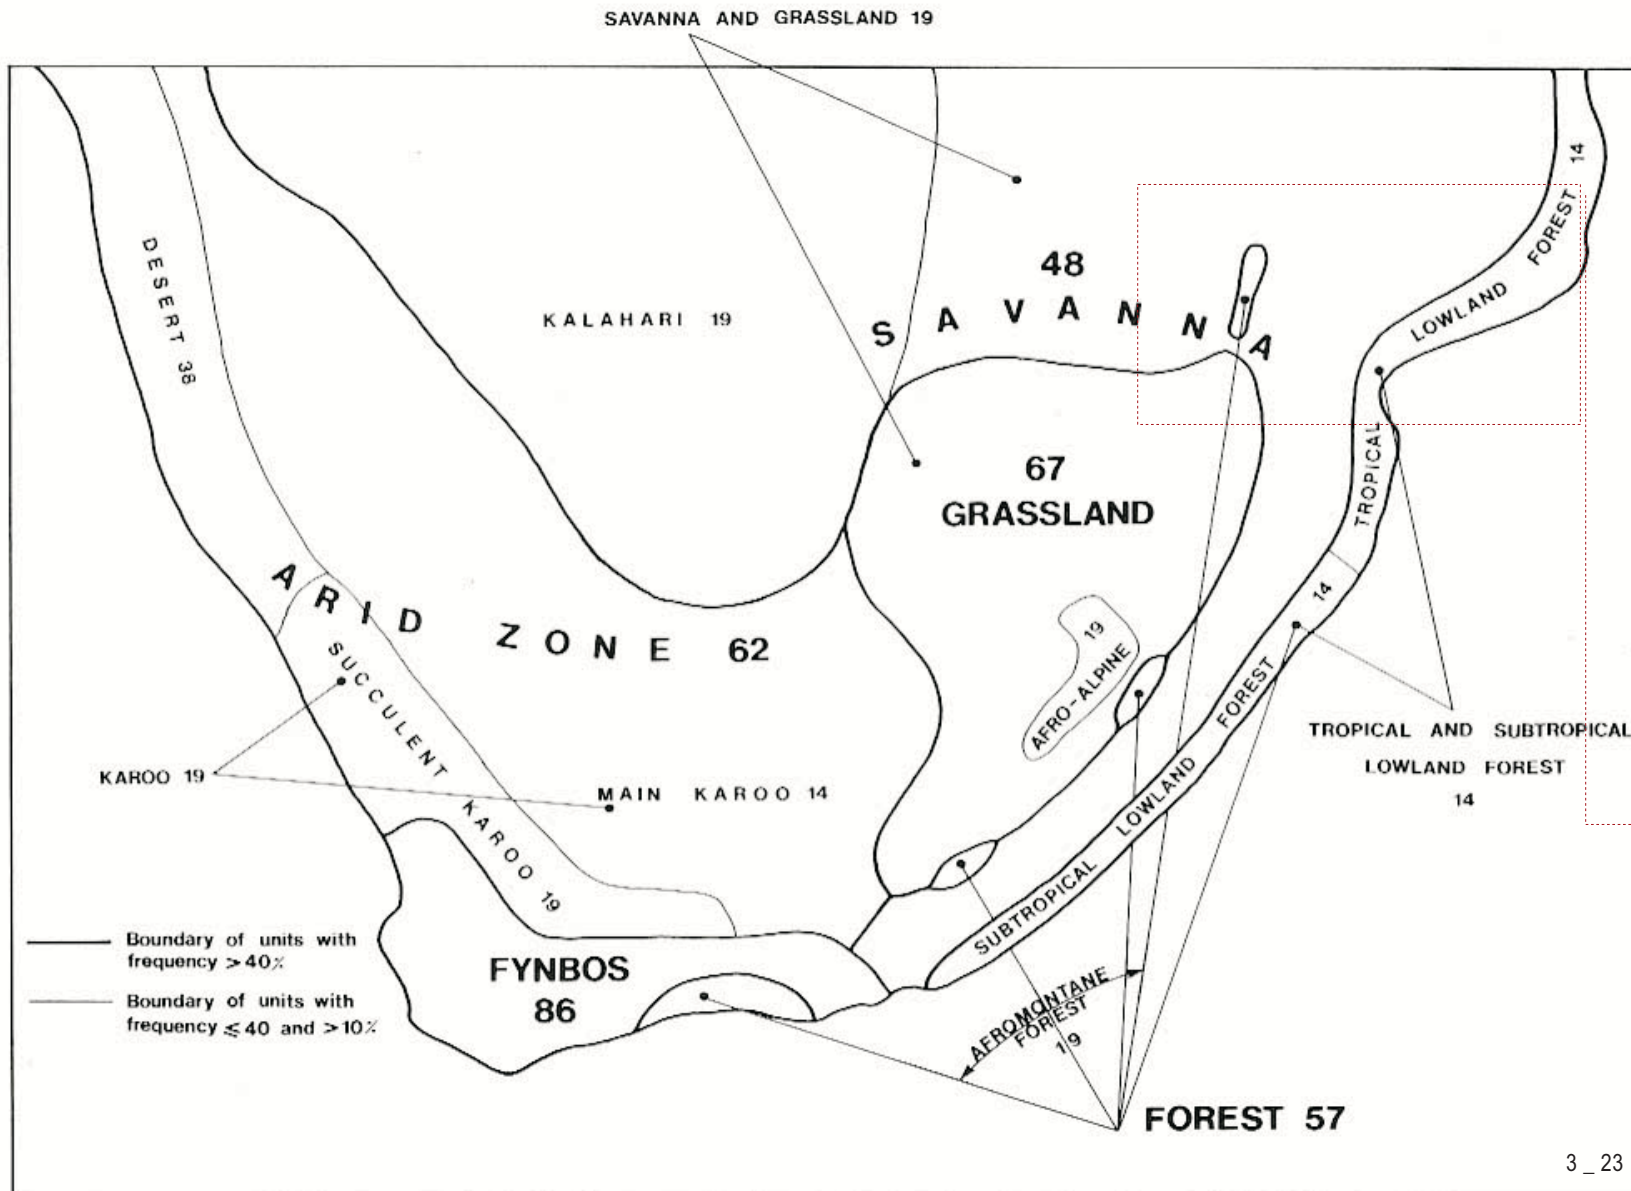 SAVANNA AND GRASSLAND 19
14
DESERT 38
KALAHARI 19
48
SAVANNA
LOWLAND FOREST
TROPICAL
67
GRASSLAND
ARID ZONE 62
14
19
AFRO-ALPINE
SUCCULENT KAROO 19
SUBTROPICAL LOWLAND FOREST
TROPICAL AND SUBTROPICAL
LOWLAND FOREST
14
KAROO 19
MAIN KAROO 14
Boundary of units with
frequency > 40%
Boundary of units with
frequency ⩽ 40 and > 10%
FYNBOS
86
AFROMONTANE
FOREST
19
FOREST 57
3 _ 23